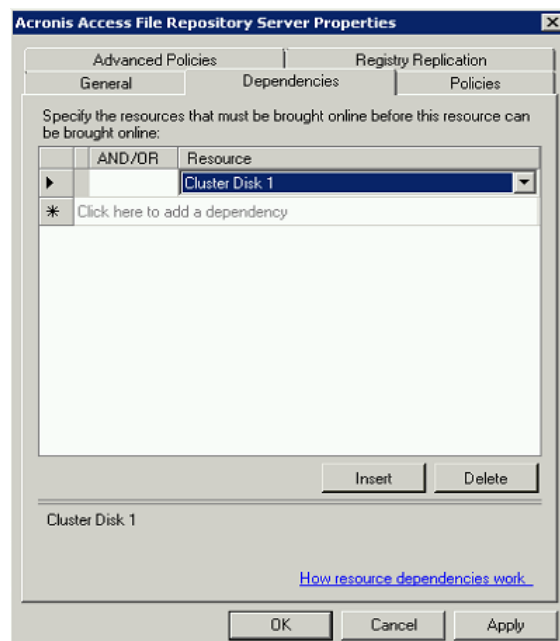 Acronis Access File Repository Server Properties
Advanced Policies
Registry Replication
General
Dependencies
Policies
Specify the resources that must be brought online before this resource can
be brought online:
AND/OR Resource
Cluster Disk 1
Click here to add a dependency
Insert Delete
Cluster Disk 1
How resource dependencies work
OK Cancel Apply